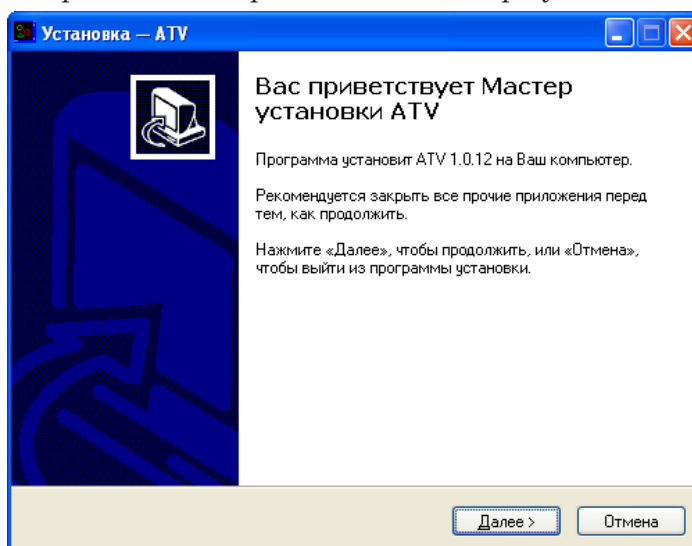 Установка — ATV
Вас приветствует Мастер
установки ATV
Программа установит ATV 1.0.12 на Ваш компьютер.
Рекомендуется закрыть все прочие приложения перед
тем, как продолжить.
Нажмите «Далее», чтобы продолжить, или «Отмена»,
чтобы выйти из программы установки.
Далее >
Отмена